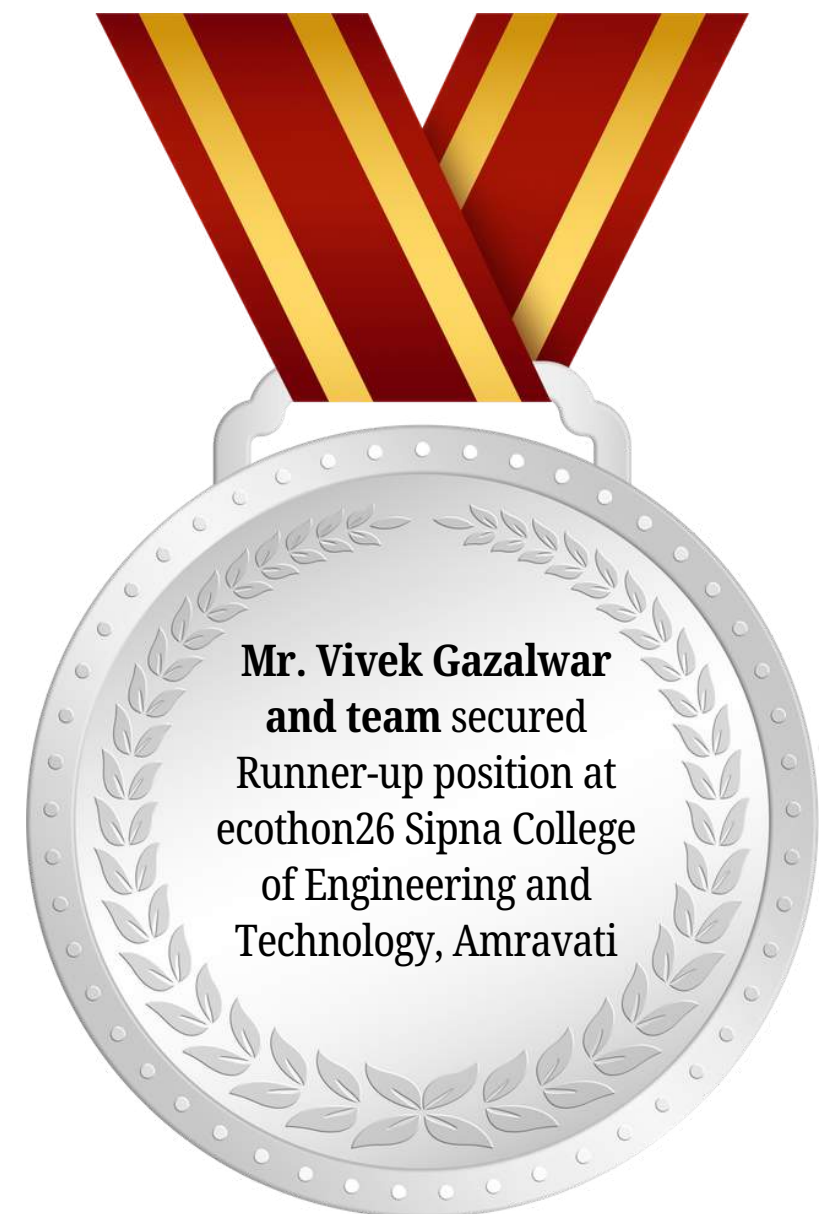 Mr. Vivek Gazalwar
and team secured
Runner-up position at
ecothon26 Sipna College
of Engineering and
Technology, Amravati